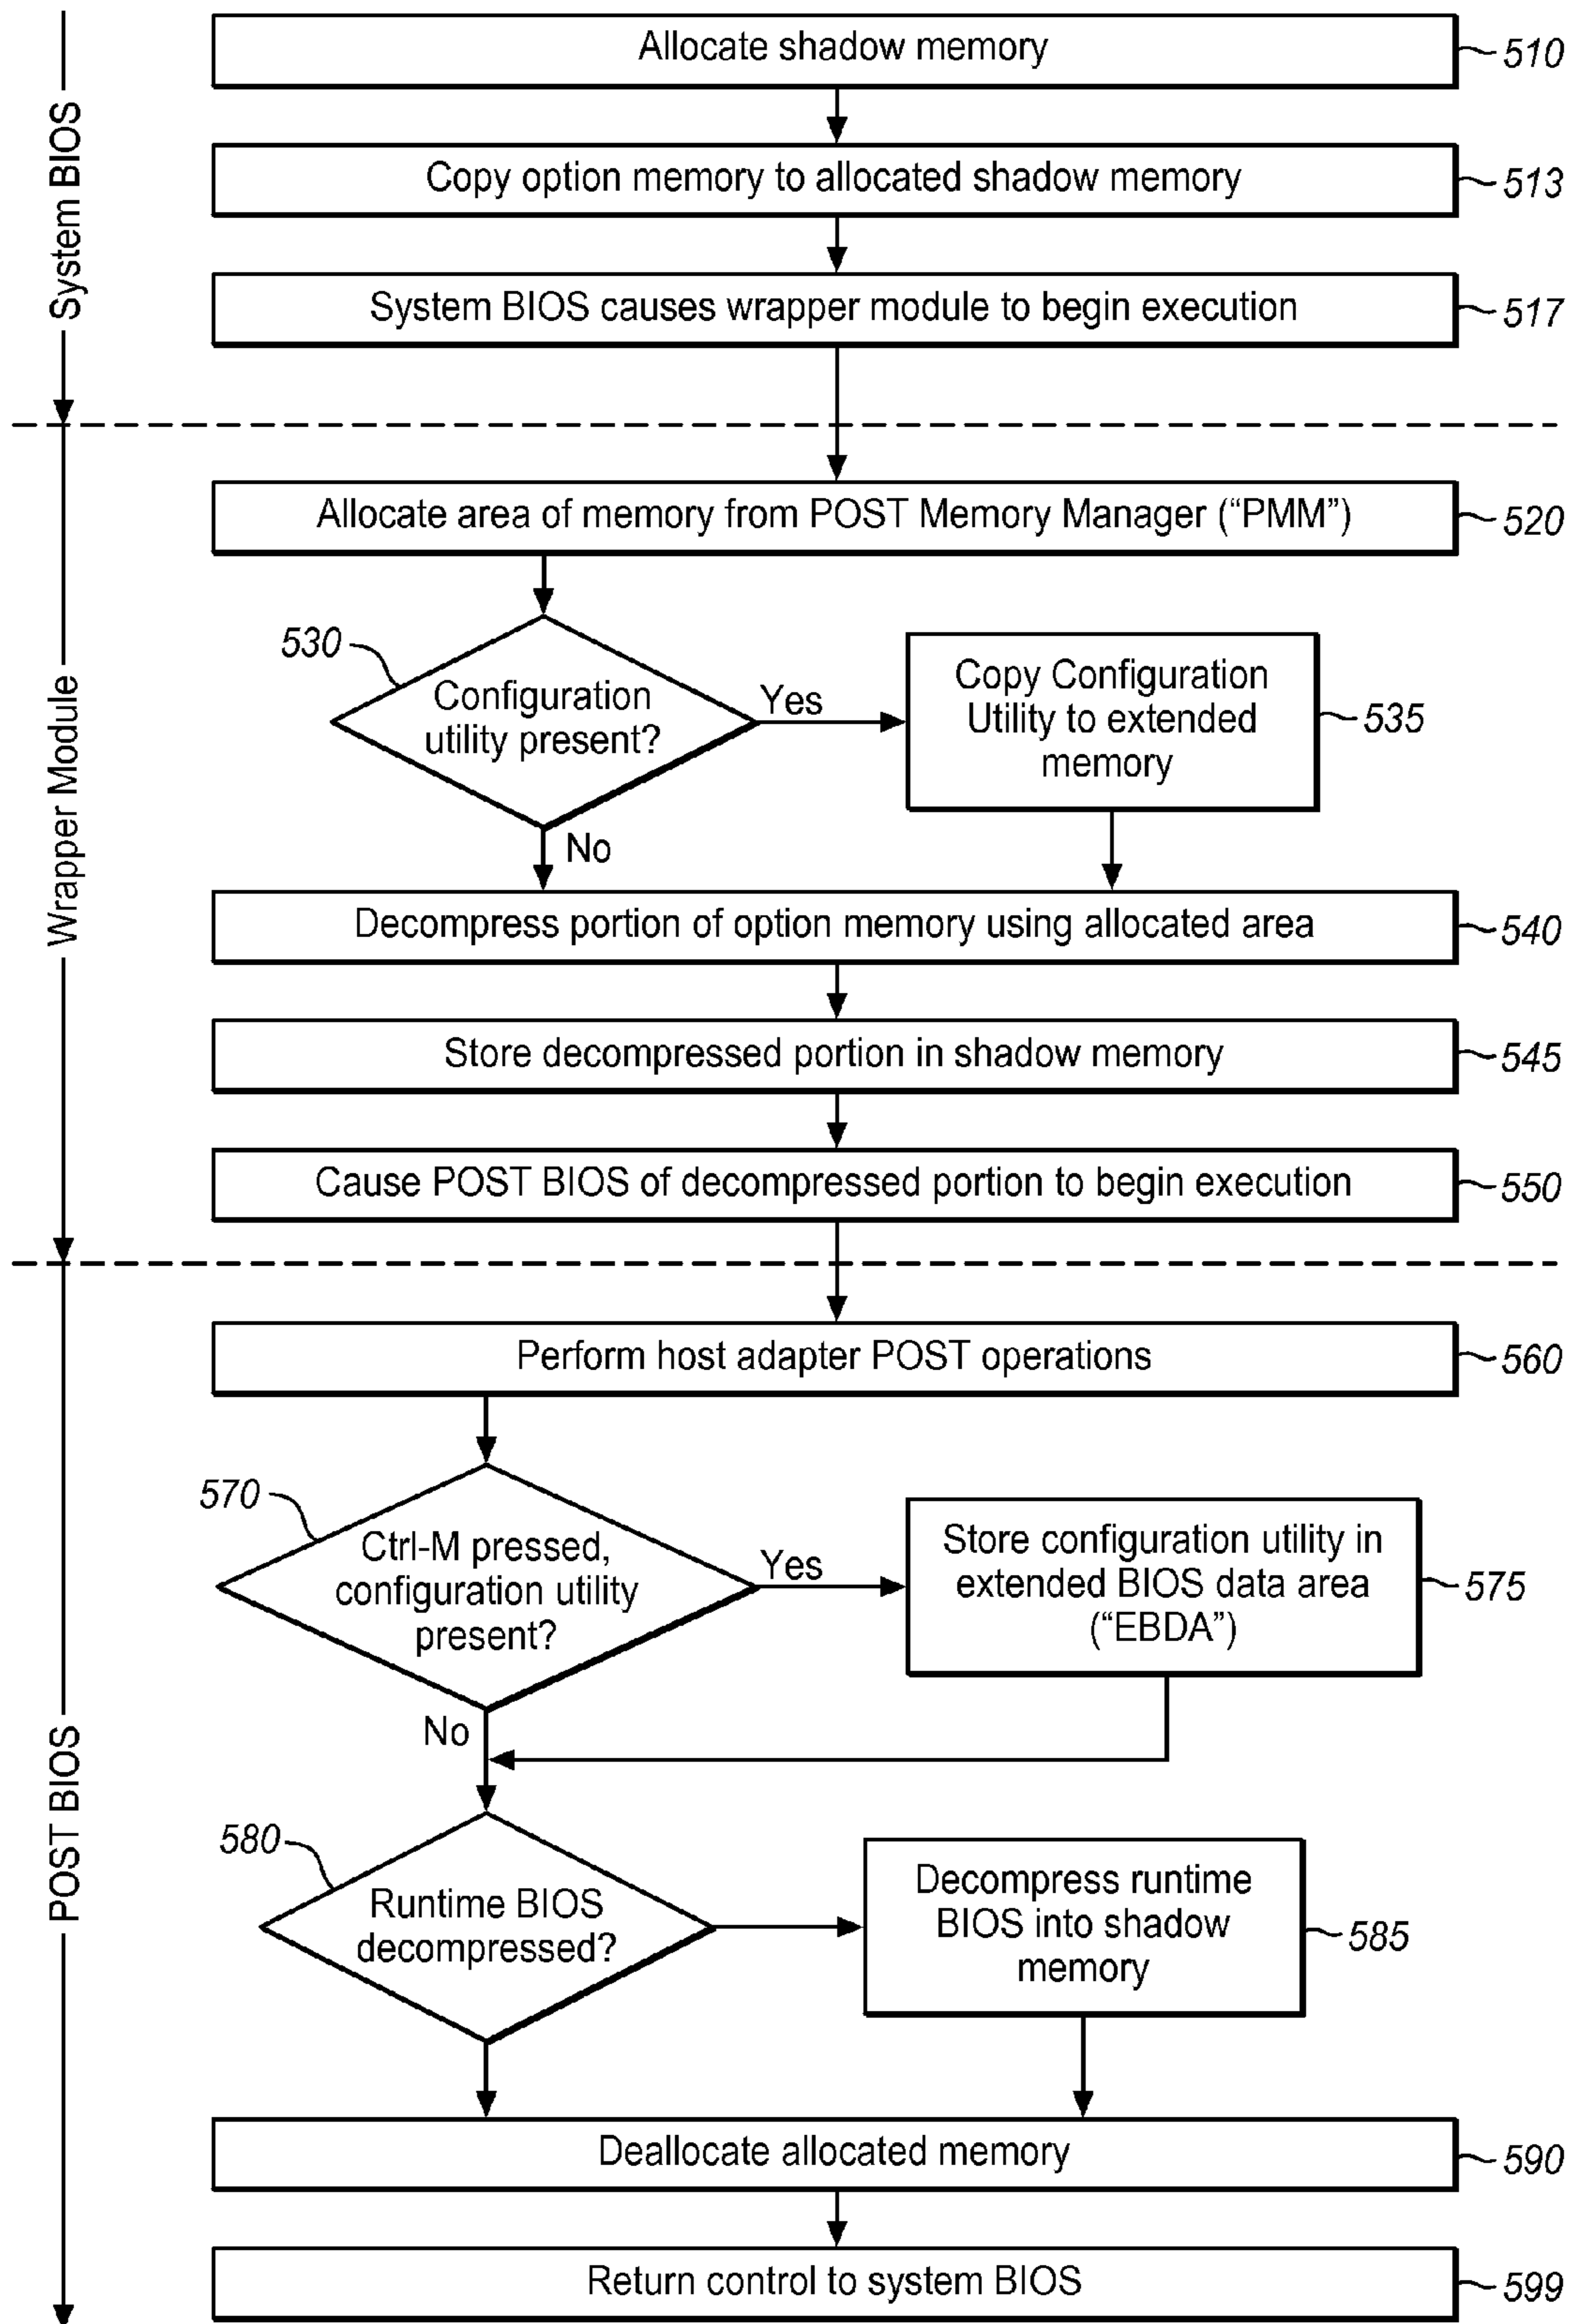 System BIOS
Allocate shadow memory
510
Copy option memory to allocated shadow memory
513
System BIOS causes wrapper module to begin execution
517
Wrapper Module
Allocate area of memory from POST Memory Manager (“PMM”)
520
530
Configuration
utility present?
Yes
No
Copy Configuration
Utility to extended
memory
535
Decompress portion of option memory using allocated area
540
Store decompressed portion in shadow memory
545
Cause POST BIOS of decompressed portion to begin execution
550
POST BIOS
Perform host adapter POST operations
560
570
Ctrl-M pressed,
configuration utility
present?
Yes
No
Store configuration utility in
extended BIOS data area
(“EBDA”)
575
580
Runtime BIOS
decompressed?
Decompress runtime
BIOS into shadow
memory
585
Deallocate allocated memory
590
Return control to system BIOS
599